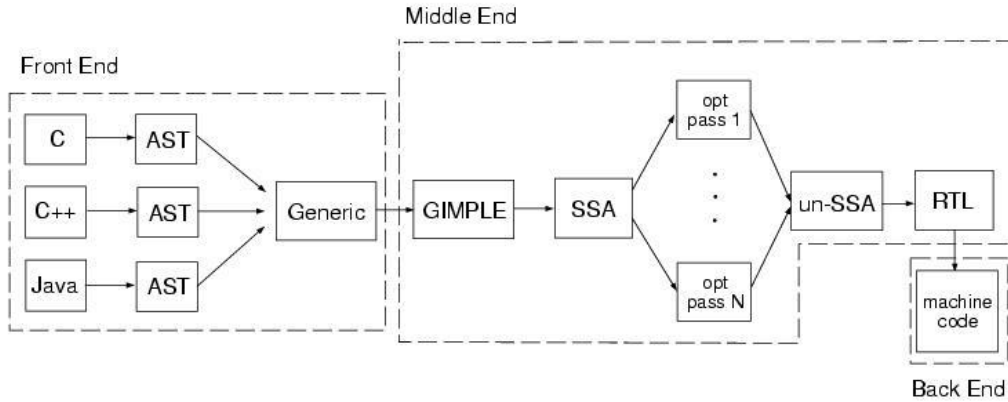 Middle End
Front End
C
AST
C++
AST
Java
AST
Generic
GIMPLE
SSA
opt
pass 1
opt
pass N
un-SSA
RTL
machine
code
Back End